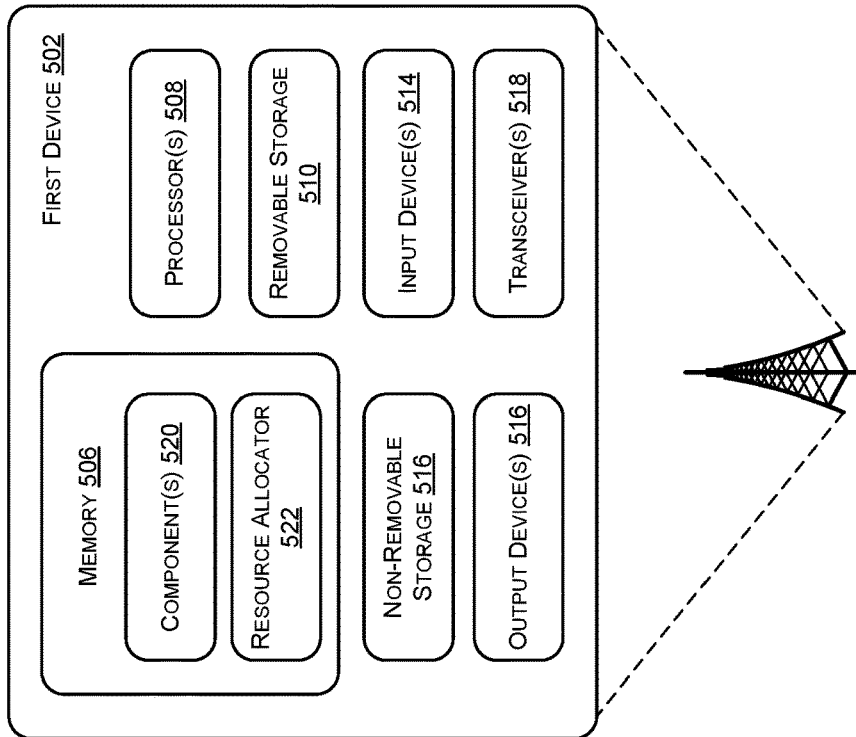 FIRST DEVICE 502
MEMORY 506
COMPONENT(S) 520
RESOURCE ALLOCATOR
522
NON-REMOVABLE
STORAGE 516
OUTPUT DEVICE(S) 516
PROCESSOR(S) 508
REMOVABLE STORAGE
510
INPUT DEVICE(S) 514
TRANSCEIVER(S) 518